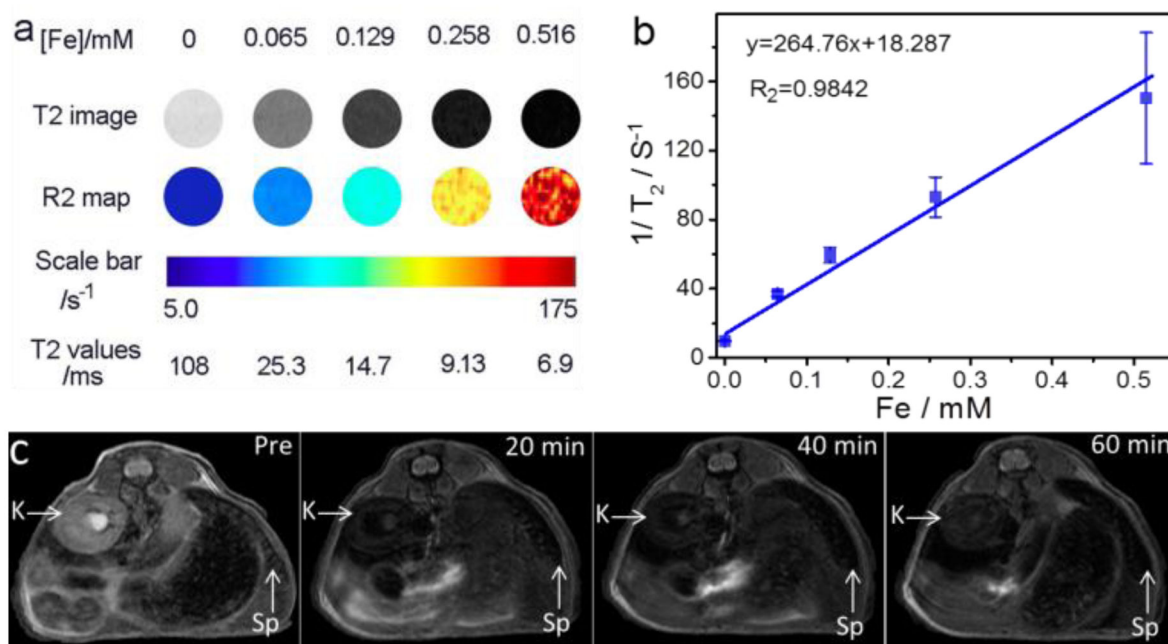 a
[Fe]/mM 0 0.065 0.129 0.258 0.516
T2 image
R2 map
Scale bar
/s⁻¹
5.0 175
T2 values
/ms
108 25.3 14.7 9.13 6.9
b
y=264.76x+18.287
R₂=0.9842
1/ T₂ / S⁻¹
160
120
80
40
0
0.0 0.1 0.2 0.3 0.4 0.5
Fe / mM
c
Pre
K
Sp
20 min
K
Sp
40 min
K
Sp
60 min
K
Sp